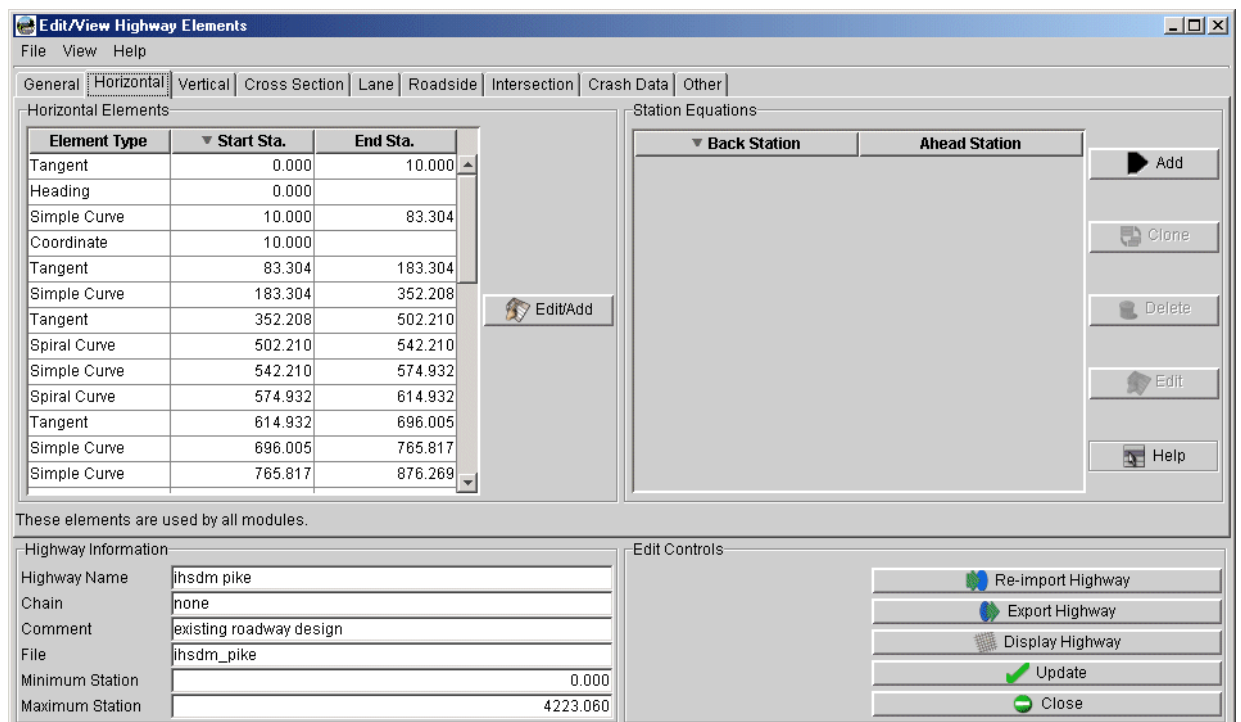 Edit/View Highway Elements
File View Help
General Horizontal Vertical Cross Section Lane Roadside Intersection Crash Data Other
Horizontal Elements
Element Type Start Sta. End Sta.
Tangent 0.000 10.000
Heading 0.000
Simple Curve 10.000 83.304
Coordinate 10.000
Tangent 83.304 183.304
Simple Curve 183.304 352.208
Tangent 352.208 502.210
Spiral Curve 502.210 542.210
Simple Curve 542.210 574.932
Spiral Curve 574.932 614.932
Tangent 614.932 696.005
Simple Curve 696.005 765.817
Simple Curve 765.817 876.269
Edit/Add
Station Equations
Back Station Ahead Station
Add
Clone
Delete
Edit
Help
These elements are used by all modules.
Highway Information
Highway Name ihsdm pike
Chain none
Comment existing roadway design
File ihsdm_pike
Minimum Station 0.000
Maximum Station 4223.060
Edit Controls
Re-import Highway
Export Highway
Display Highway
Update
Close